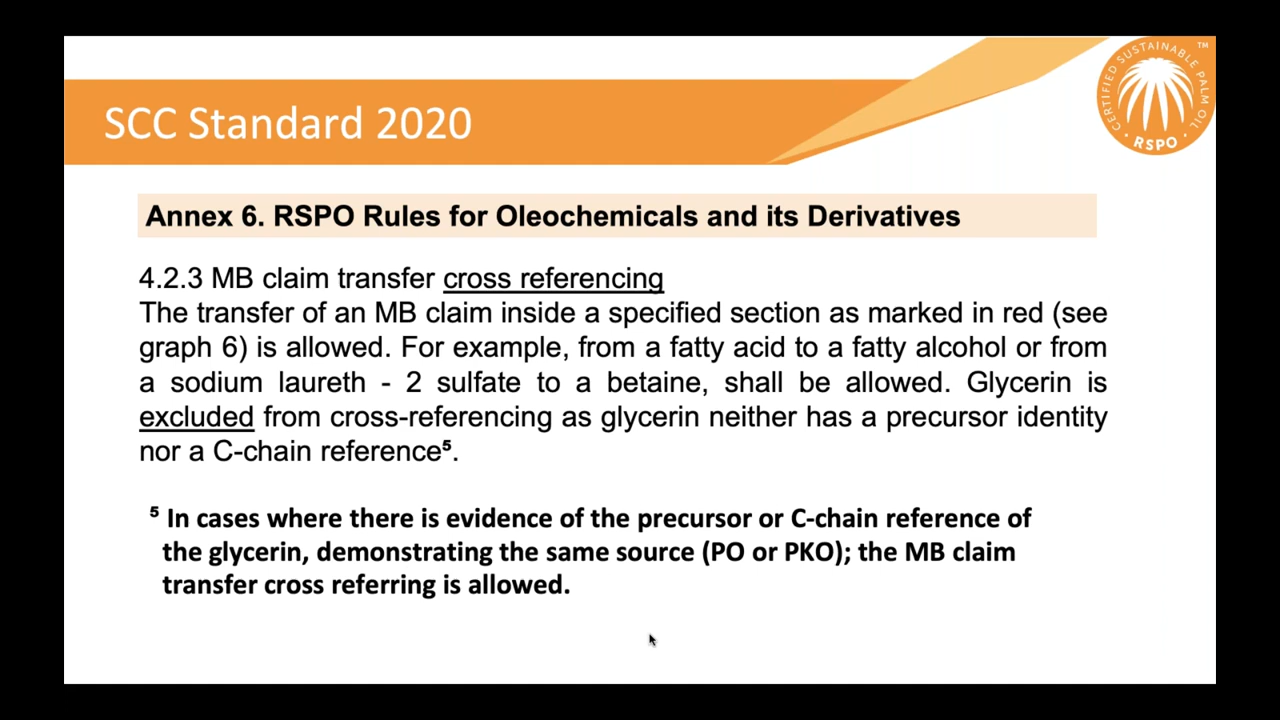 SCC Standard 2020
CERTIFIED SUSTAINABLE PALM OIL
TM
RSPO
Annex 6. RSPO Rules for Oleochemicals and its Derivatives
4.2.3 MB claim transfer cross referencing
The transfer of an MB claim inside a specified section as marked in red (see
graph 6) is allowed. For example, from a fatty acid to a fatty alcohol or from
a sodium laureth - 2 sulfate to a betaine, shall be allowed. Glycerin is
excluded from cross-referencing as glycerin neither has a precursor identity
nor a C-chain reference⁵.
⁵ In cases where there is evidence of the precursor or C-chain reference of
the glycerin, demonstrating the same source (PO or PKO); the MB claim
transfer cross referring is allowed.